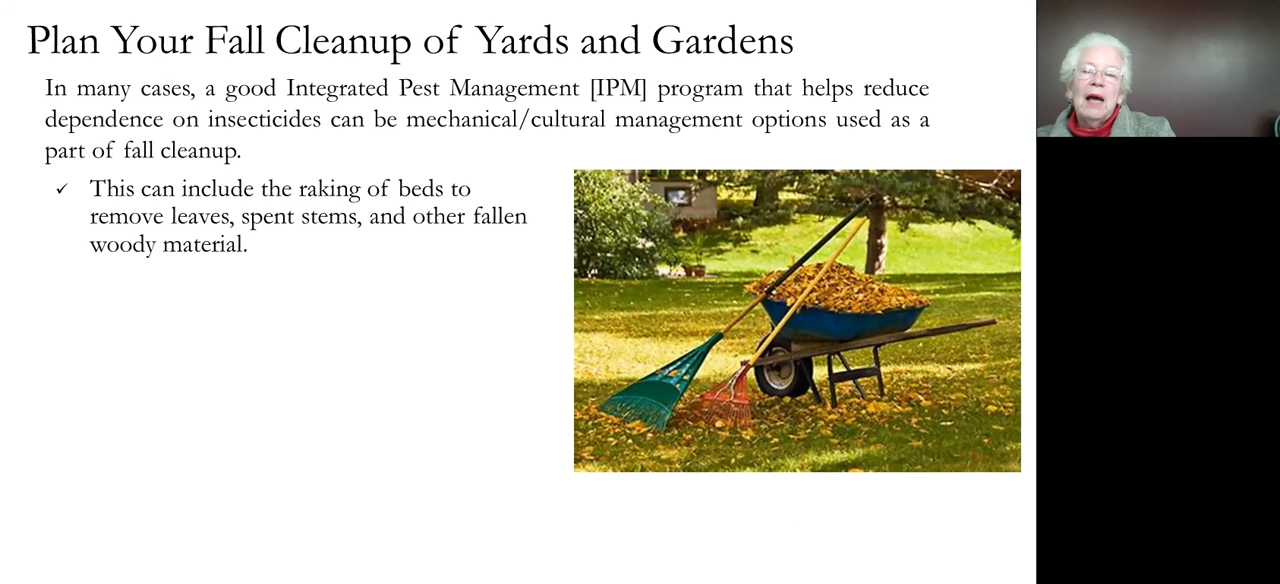 Plan Your Fall Cleanup of Yards and Gardens
In many cases, a good Integrated Pest Management [IPM] program that helps reduce
dependence on insecticides can be mechanical/cultural management options used as a
part of fall cleanup.
✓ This can include the raking of beds to
remove leaves, spent stems, and other fallen
woody material.